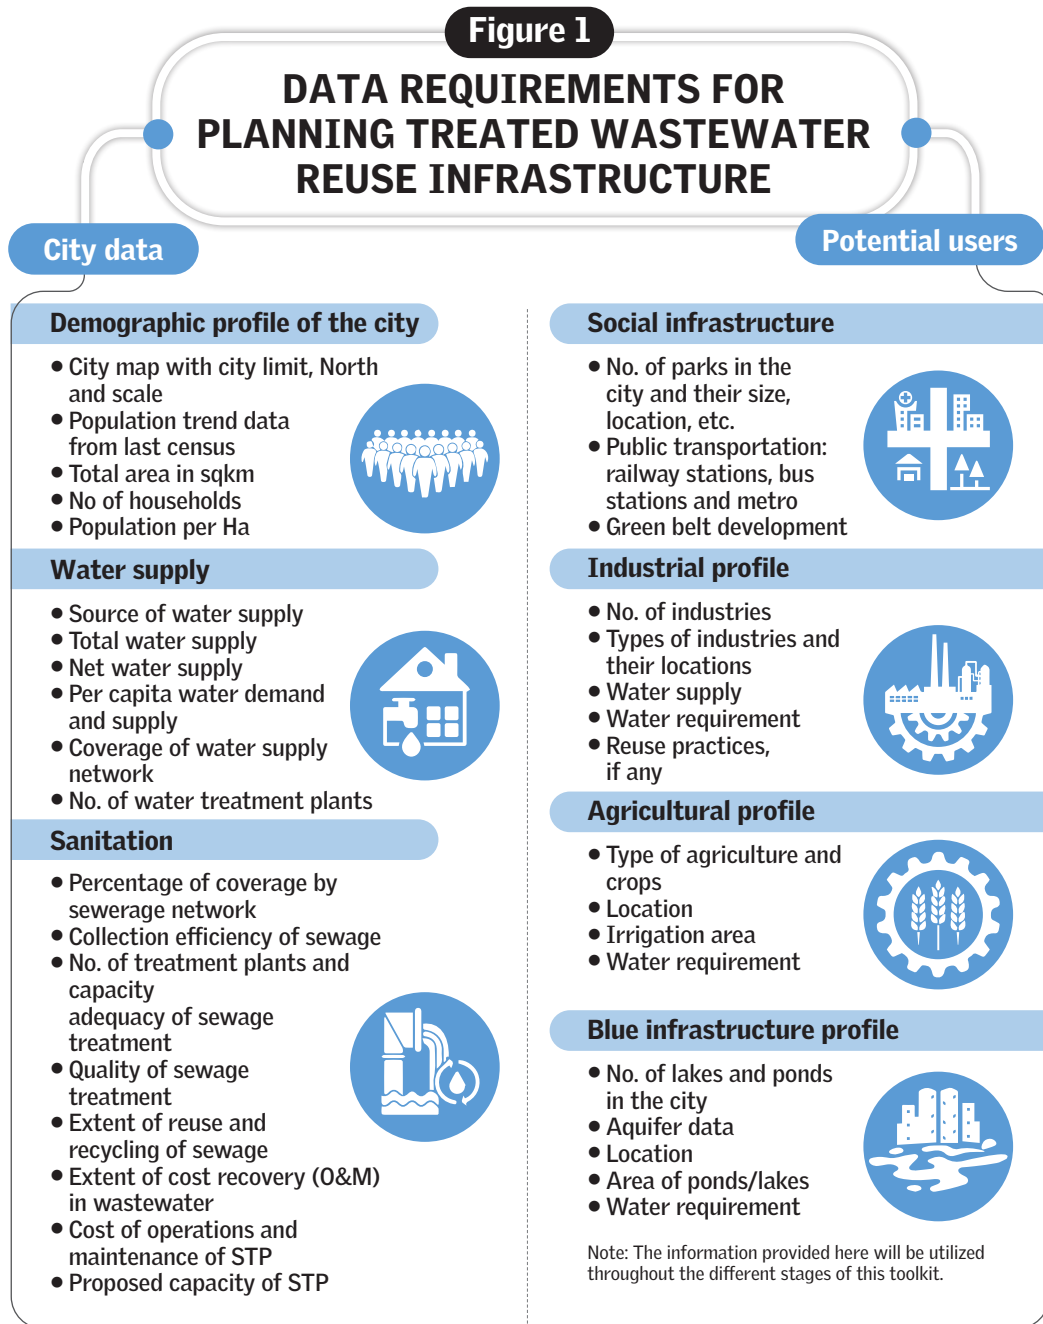 Figure 1
DATA REQUIREMENTS FOR
PLANNING TREATED WASTEWATER
REUSE INFRASTRUCTURE
City data
Demographic profile of the city
• City map with city limit, North
and scale
• Population trend data
from last census
• Total area in sqkm
• No of households
• Population per Ha
Water supply
• Source of water supply
• Total water supply
• Net water supply
• Per capita water demand
and supply
• Coverage of water supply
network
• No. of water treatment plants
Sanitation
• Percentage of coverage by
sewerage network
• Collection efficiency of sewage
• No. of treatment plants and
capacity
adequacy of sewage
treatment
• Quality of sewage
treatment
• Extent of reuse and
recycling of sewage
• Extent of cost recovery (O&M)
in wastewater
• Cost of operations and
maintenance of STP
• Proposed capacity of STP
Potential users
Social infrastructure
• No. of parks in the
city and their size,
location, etc.
• Public transportation:
railway stations, bus
stations and metro
• Green belt development
Industrial profile
• No. of industries
• Types of industries and
their locations
• Water supply
• Water requirement
• Reuse practices,
if any
Agricultural profile
• Type of agriculture and
crops
• Location
• Irrigation area
• Water requirement
Blue infrastructure profile
• No. of lakes and ponds
in the city
• Aquifer data
• Location
• Area of ponds/lakes
• Water requirement
Note: The information provided here will be utilized
throughout the different stages of this toolkit.